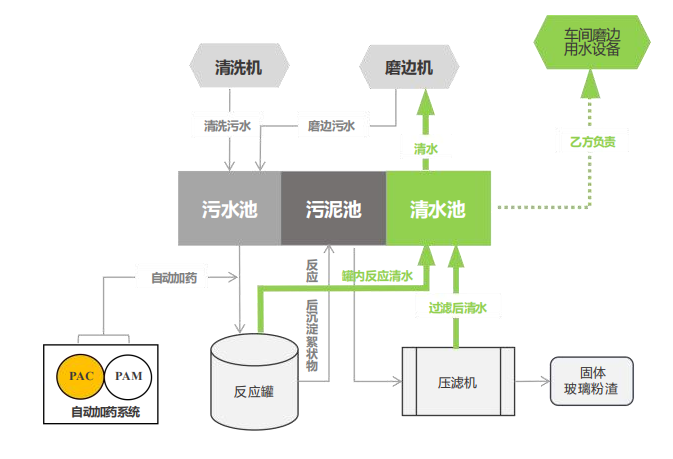 车间磨边
用水设备
清洗机
磨边机
清洗污水
磨边污水
清水
乙方负责
污水池
污泥池
清水池
自动加药
反应
后沉淀絮状物
罐内反应清水
过滤后清水
PAC
PAM
自动加药系统
反应罐
压滤机
固体
玻璃粉渣